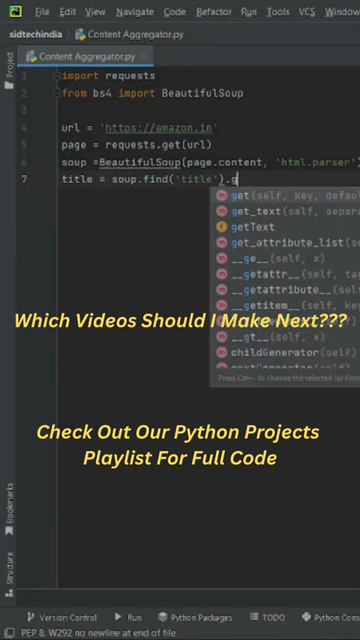 File Edit View Navigate Code Refactor Run Tools VCS Window
sidtechindia Content Aggregator.py
Project
Content Aggregator.py
1 import requests
2 from bs4 import BeautifulSoup
3
4 url = 'https://amazon.in'
5 page = requests.get(url)
6 soup =BeautifulSoup(page.content, 'html.parser')
7 title = soup.find('title').g
m get(self, key, defau
m get_text(self, separa
f getText
m get_attribute_list(se
m __ge__(self, x)
m __getattr__(self, ta
m __getattribute__(self
m __getitem__(self, k
m __gt__(self, x)
m childGenerator(self)
Press Ctrl+. to choose the selected (or first
Which Videos Should I Make Next???
Check Out Our Python Projects
Playlist For Full Code
Bookmarks
Structure
Version Control Run Python Packages TODO Python Con
PEP 8: W292 no newline at end of file